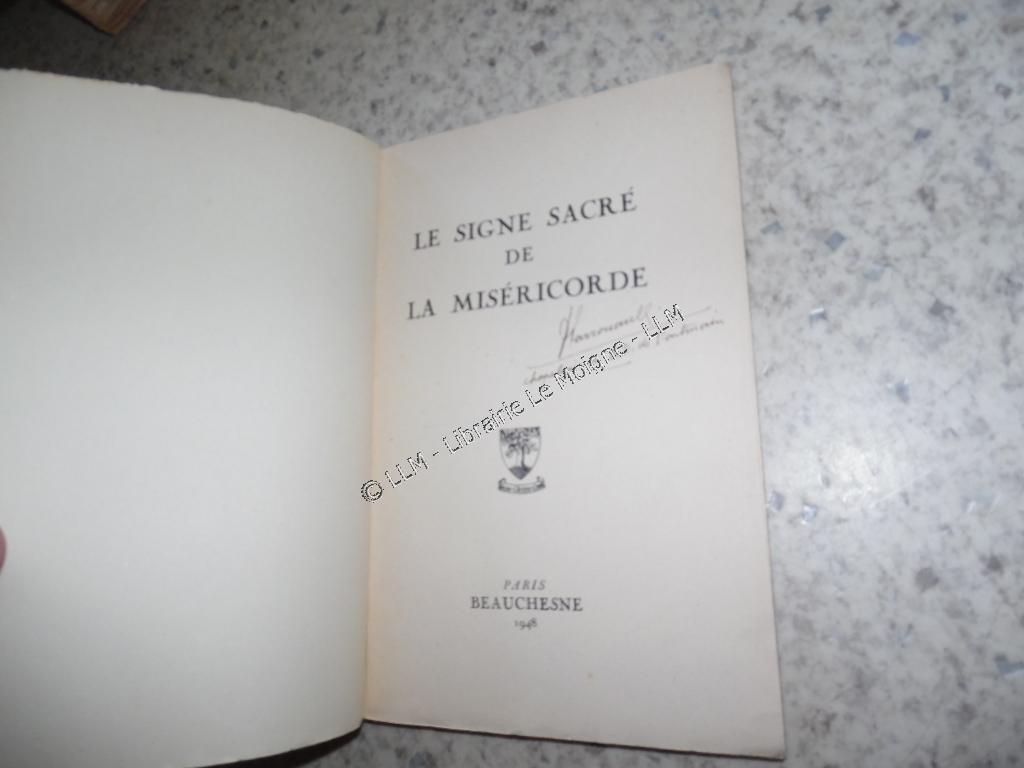 LE SIGNE SACRÉ
DE
LA MISÉRICORDE
© LLM - Librairie Le Moigne - LLM
PARIS
BEAUCHESNE
1948